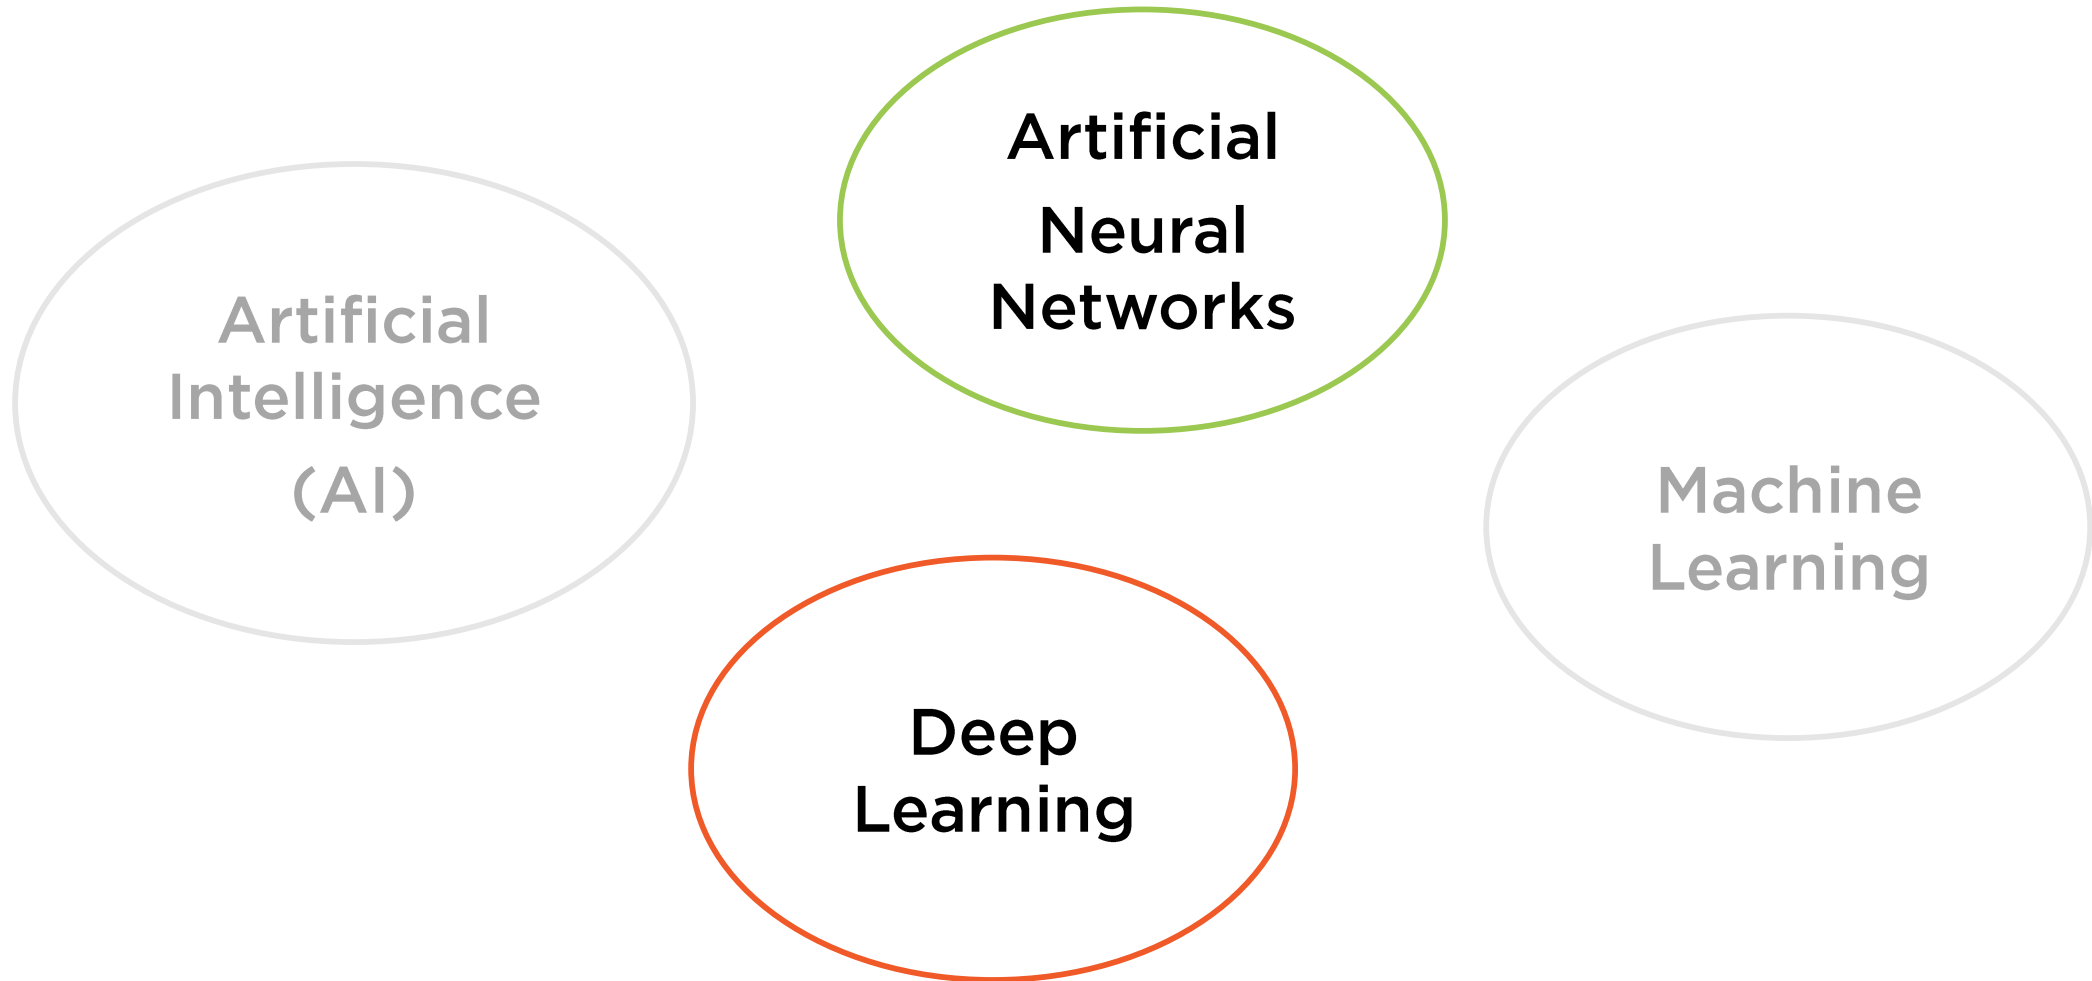 Artificial
Neural
Networks
Artificial
Intelligence
(AI)
Machine
Learning
Deep
Learning